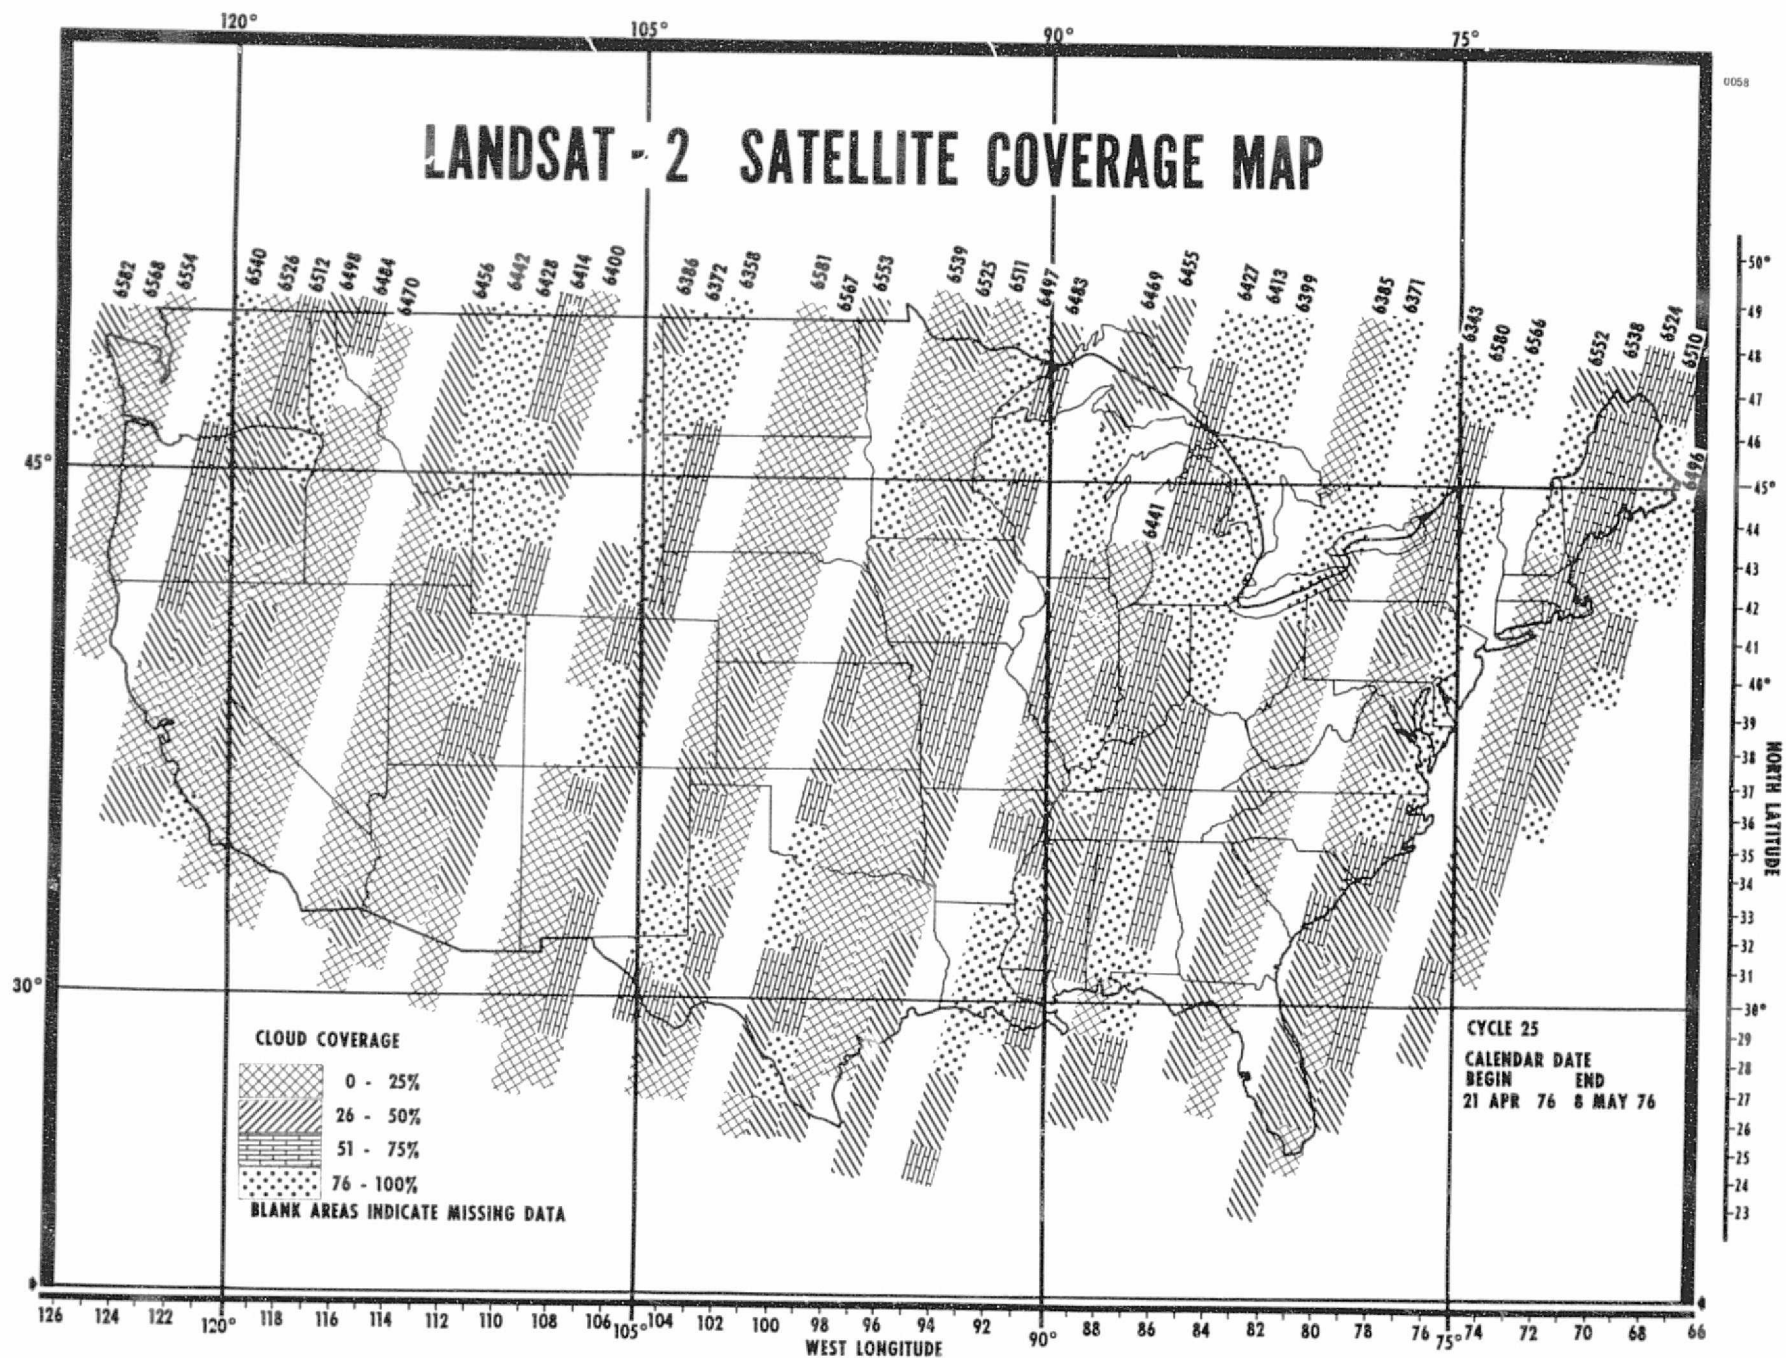 120° 105° 90° 75°
0058
LANDSAT - 2 SATELLITE COVERAGE MAP
6582 6568 6554 6540 6526 6512 6498 6484 6470 6456 6442 6428 6414 6400 6386 6372 6358 6581 6567 6553 6539 6525 6511 6497 6483 6469 6455 6427 6413 6399 6385 6371 6343 6580 6566 6552 6538 6524 6510
6496
6441
45°
30°
50°
49
48
47
46
45°
44
43
42
41
40°
39
38
37
36
35
34
33
32
31
30°
29
28
27
26
25
24
23
NORTH LATITUDE
CLOUD COVERAGE
0 - 25%
26 - 50%
51 - 75%
76 - 100%
BLANK AREAS INDICATE MISSING DATA
CYCLE 25
CALENDAR DATE
BEGIN END
21 APR 76 8 MAY 76
126 124 122 120° 118 116 114 112 110 108 106 105° 104 102 100 98 96 94 92 90° 88 86 84 82 80 78 76 75° 74 72 70 68 66
WEST LONGITUDE